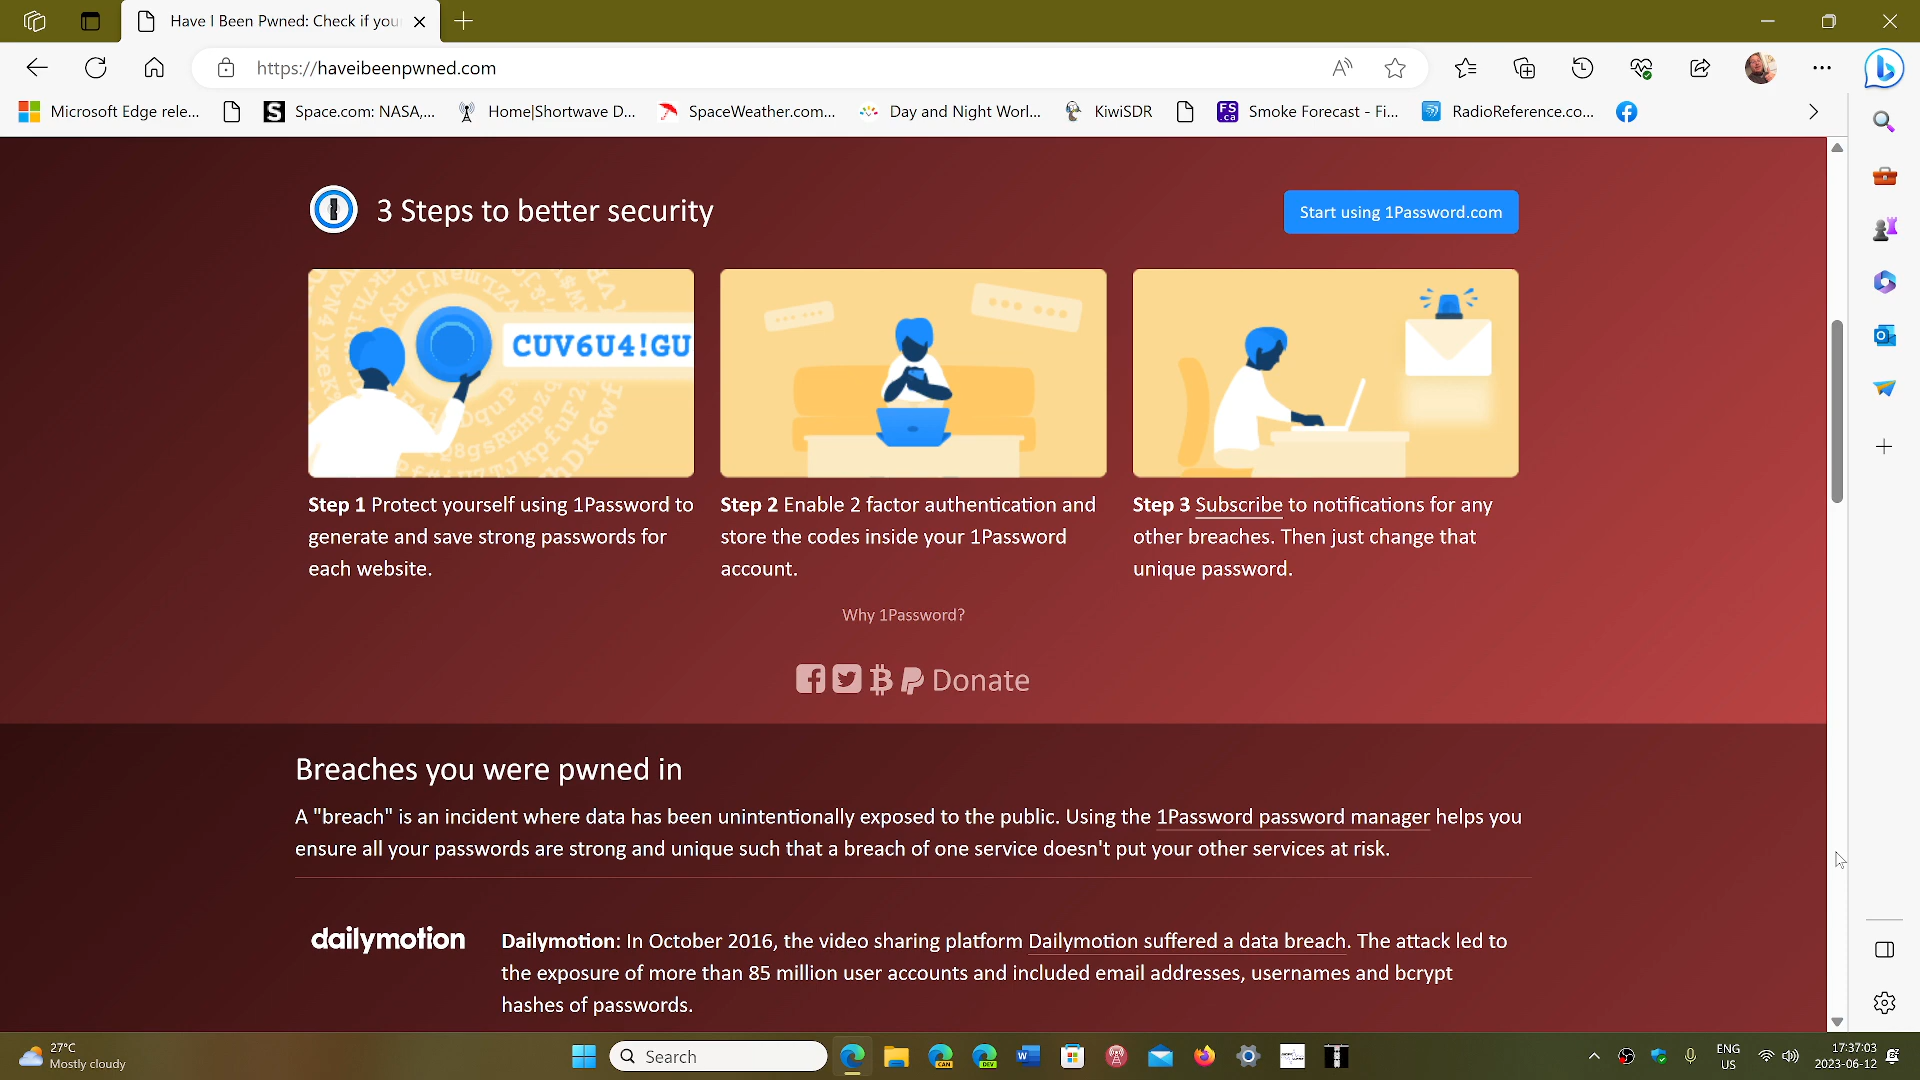 Have I Been Pwned: Check if you
https://haveibeenpwned.com
Microsoft Edge rele...
Space.com: NASA,...
Home|Shortwave D...
SpaceWeather.com...
Day and Night Worl...
KiwiSDR
FS
.ca
Smoke Forecast - Fi...
RadioReference.co...
3 Steps to better security
Start using 1Password.com
CUV6U4!GU
Step 1 Protect yourself using 1Password to
generate and save strong passwords for
each website.
Step 2 Enable 2 factor authentication and
store the codes inside your 1Password
account.
Step 3 Subscribe to notifications for any
other breaches. Then just change that
unique password.
Why 1Password?
Donate
Breaches you were pwned in
A "breach" is an incident where data has been unintentionally exposed to the public. Using the 1Password password manager helps you
ensure all your passwords are strong and unique such that a breach of one service doesn't put your other services at risk.
dailymotion
Dailymotion: In October 2016, the video sharing platform Dailymotion suffered a data breach. The attack led to
the exposure of more than 85 million user accounts and included email addresses, usernames and bcrypt
hashes of passwords.
27°C
Mostly cloudy
Search
CAN
DEV
ENG
US
17:37:03
2023-06-12